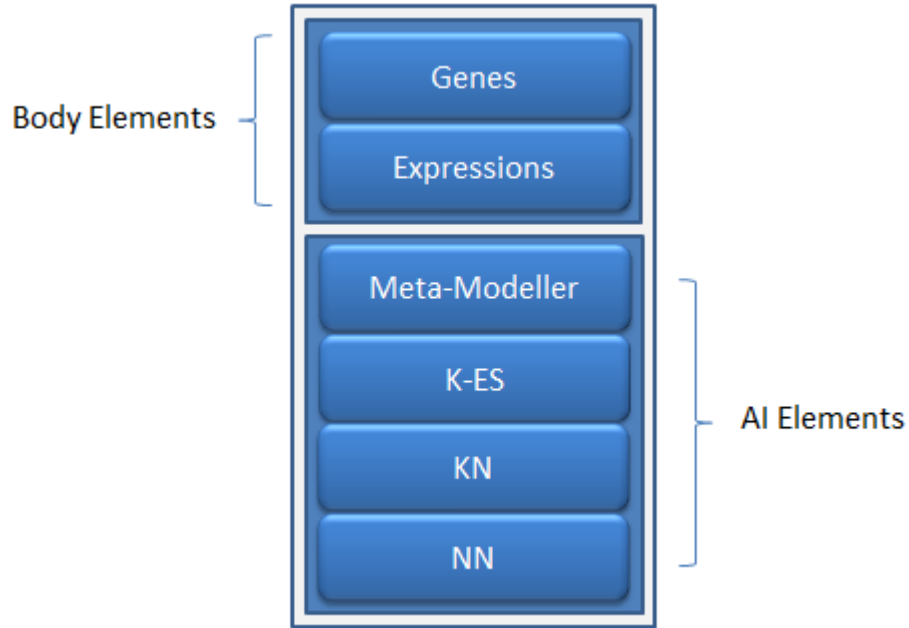 Genes
Body Elements
Expressions
Meta-Modeller
K-ES
AI Elements
KN
NN